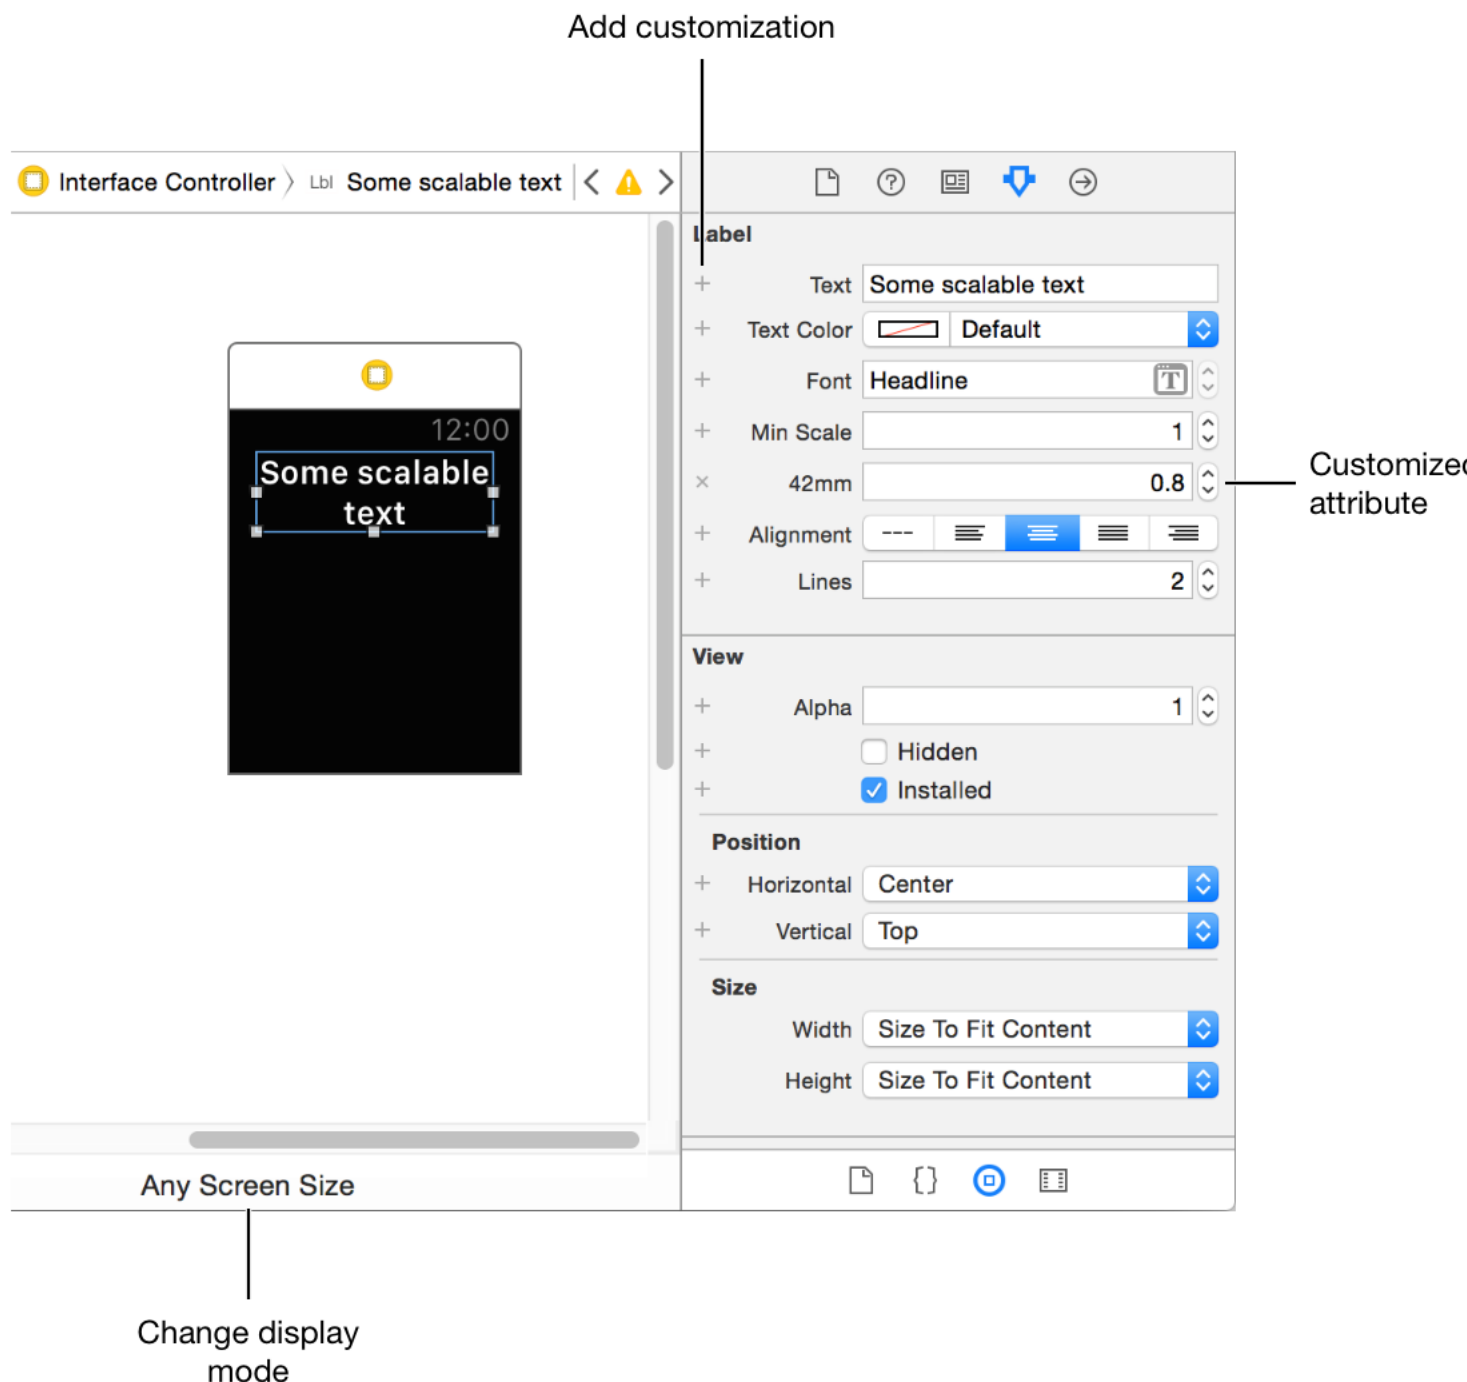 Add customization
Interface Controller Lbl Some scalable text
Label
Text Some scalable text
Text Color Default
Font Headline T
Min Scale 1
42mm 0.8
Customized
attribute
Alignment
Lines 2
12:00
Some scalable
text
View
Alpha 1
Hidden
Installed
Position
Horizontal Center
Vertical Top
Size
Width Size To Fit Content
Height Size To Fit Content
Any Screen Size
Change display
mode